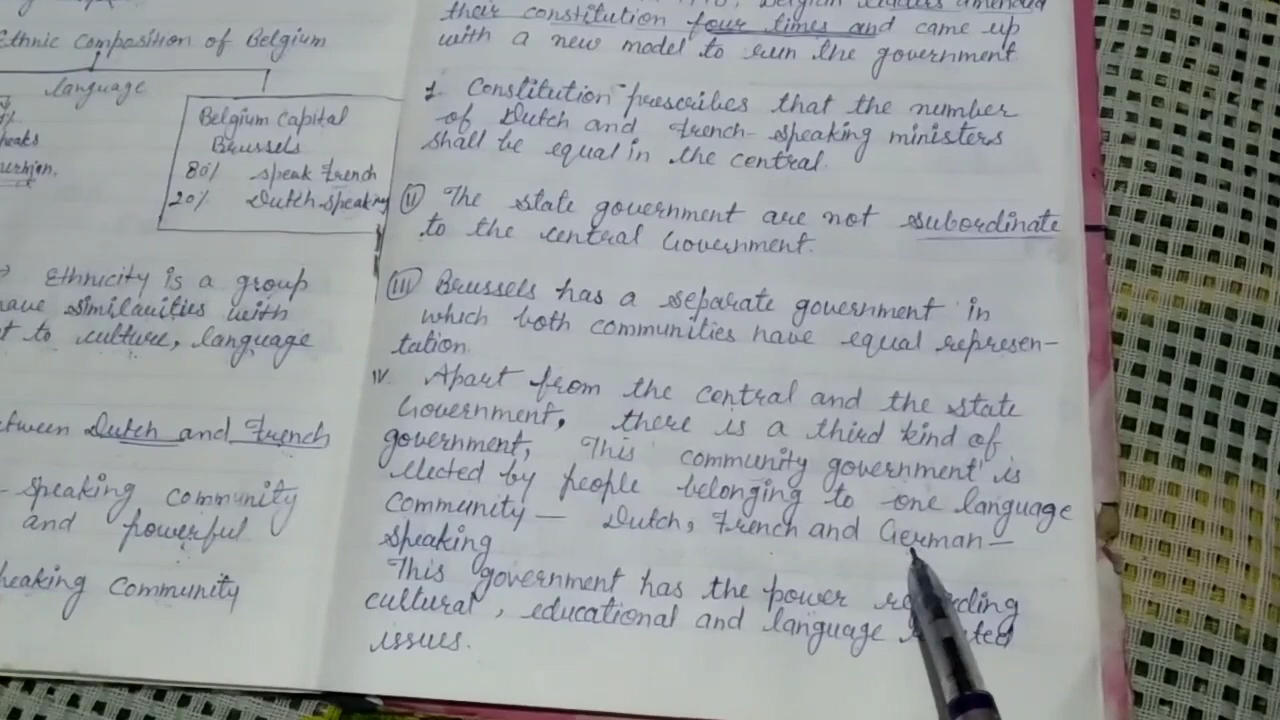 Ethnic Composition of Belgium
language
Belgium Capital
Brussels
80% speak French
20% Dutch-speaking
Ethnicity is a group
have similarities with
to culture, language
Dutch and French
- speaking community
and powerful
community
their constitution four times and came up
with a new model to run the government
I. Constitution prescribes that the number
of Dutch and French-speaking ministers
shall be equal in the central.
II The state government are not subordinate
to the central Government.
III Brussels has a separate government in
which both communities have equal represen-
tation.
IV. Apart from the central and the state
Government, there is a third kind of
government, 'This community government' is
elected by people belonging to one language
community — Dutch, French and German —
speaking
This government has the power
cultural, educational and language
issues.